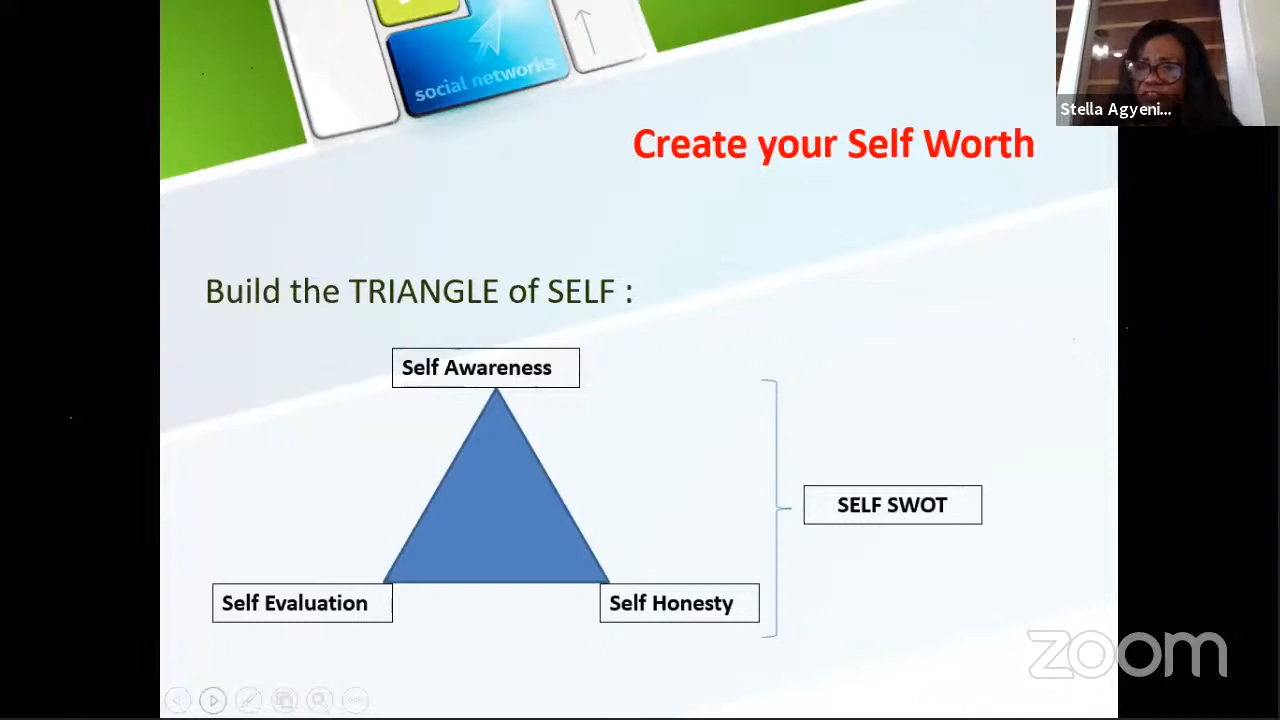 social networks
Stella Agyeni...
Create your Self Worth
Build the TRIANGLE of SELF :
Self Awareness
SELF SWOT
Self Evaluation
Self Honesty
zoom